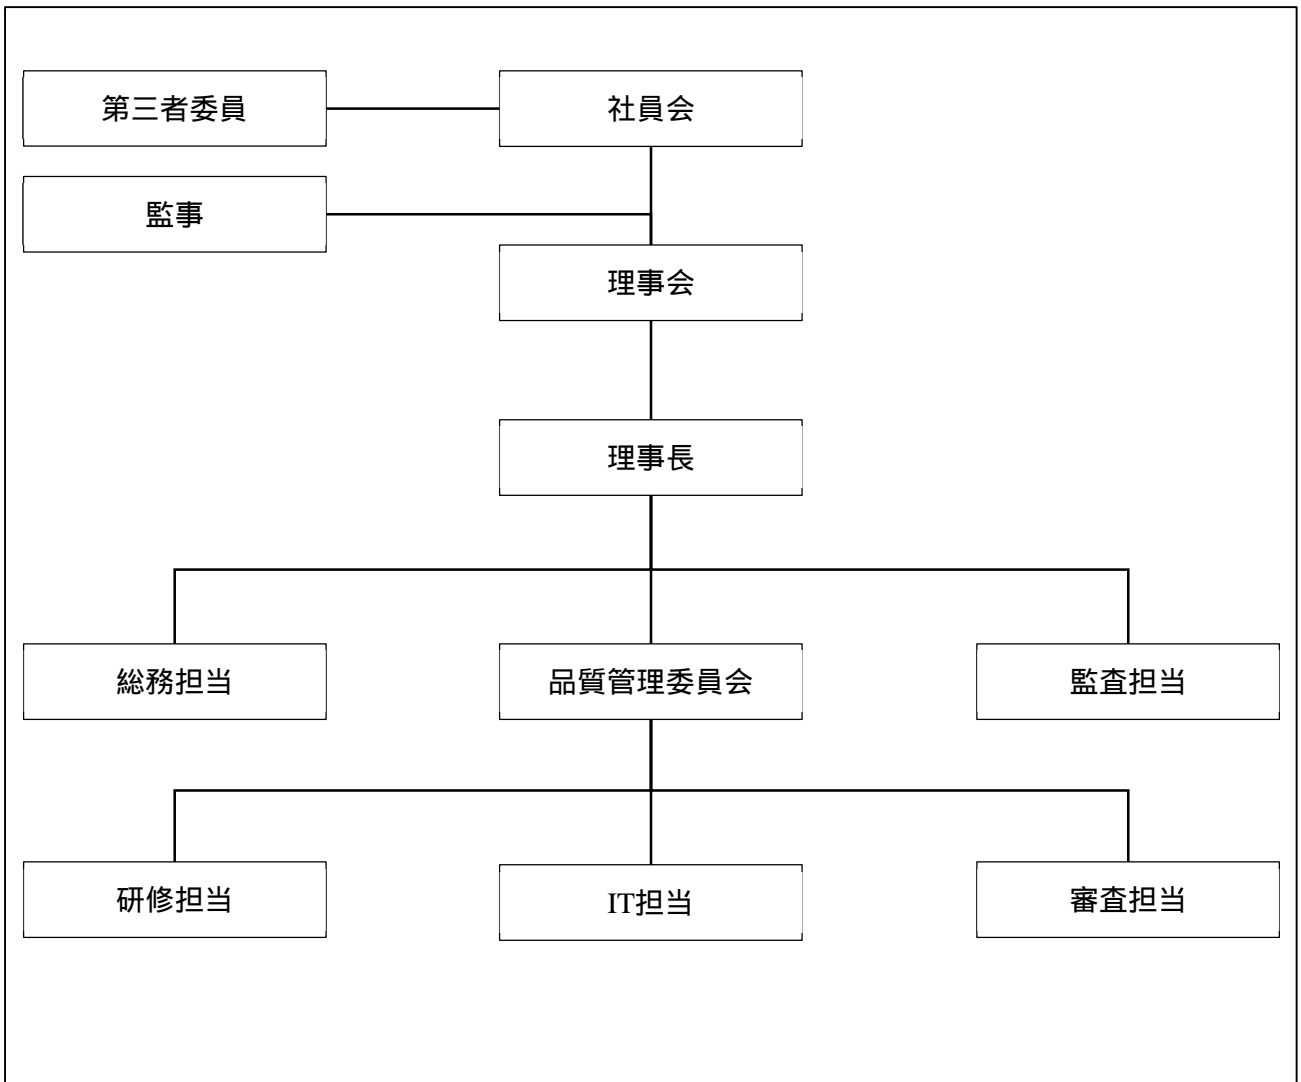 第三者委員
社員会
監事
理事会
理事長
総務担当
品質管理委員会
監査担当
研修担当
IT担当
審査担当